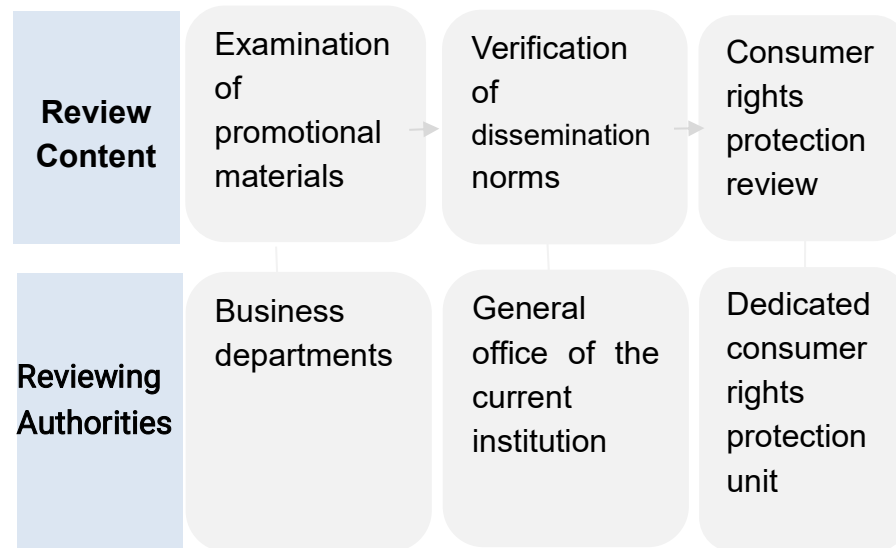 Review
Content
Examination
of
promotional
materials
Verification
of
dissemination
norms
Consumer
rights
protection
review
Reviewing
Authorities
Business
departments
General
office of the
current
institution
Dedicated
consumer
rights
protection
unit